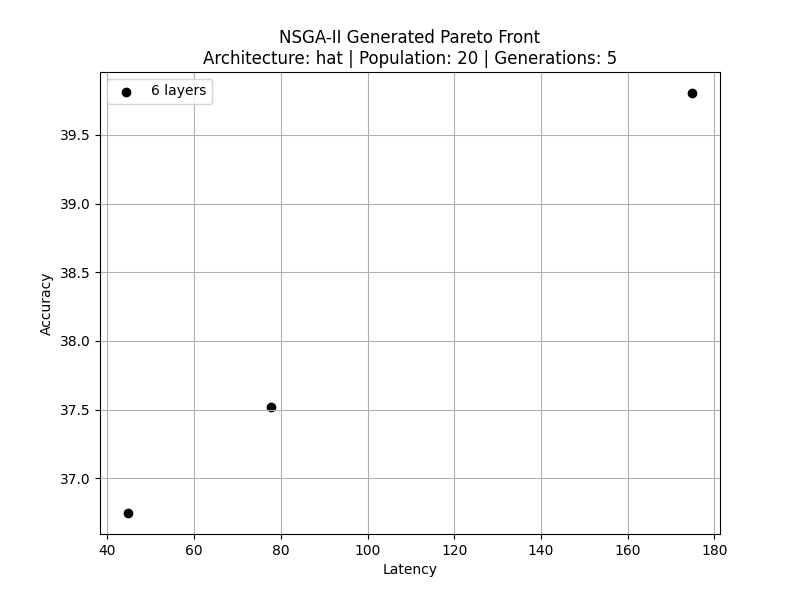 NSGA-II Generated Pareto Front
Architecture: hat | Population: 20 | Generations: 5
6 layers
39.5
39.0
38.5
38.0
37.5
37.0
Accuracy
40 60 80 100 120 140 160 180
Latency